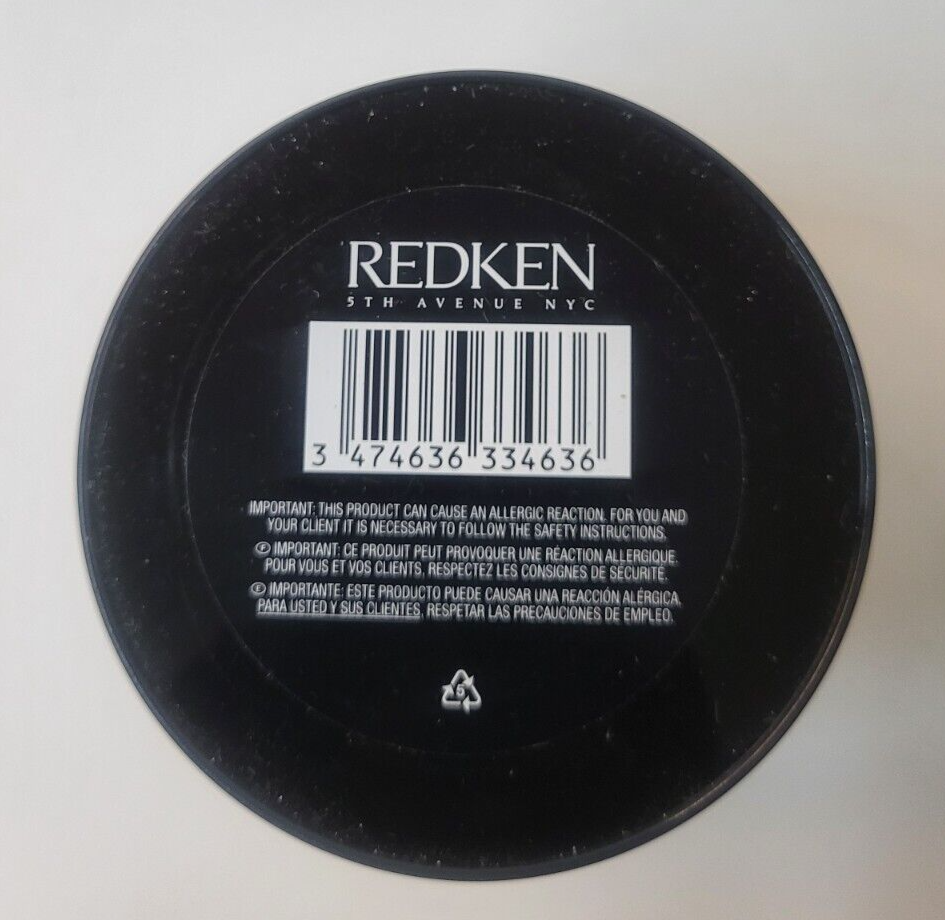 REDKEN
5TH AVENUE NYC
3 474636 334636
IMPORTANT: THIS PRODUCT CAN CAUSE AN ALLERGIC REACTION. FOR YOU AND
YOUR CLIENT IT IS NECESSARY TO FOLLOW THE SAFETY INSTRUCTIONS.
F IMPORTANT: CE PRODUIT PEUT PROVOQUER UNE RÉACTION ALLERGIQUE.
POUR VOUS ET VOS CLIENTS, RESPECTEZ LES CONSIGNES DE SÉCURITÉ.
E IMPORTANTE: ESTE PRODUCTO PUEDE CAUSAR UNA REACCIÓN ALÉRGICA.
PARA USTED Y SUS CLIENTES, RESPETAR LAS PRECAUCIONES DE EMPLEO.
5